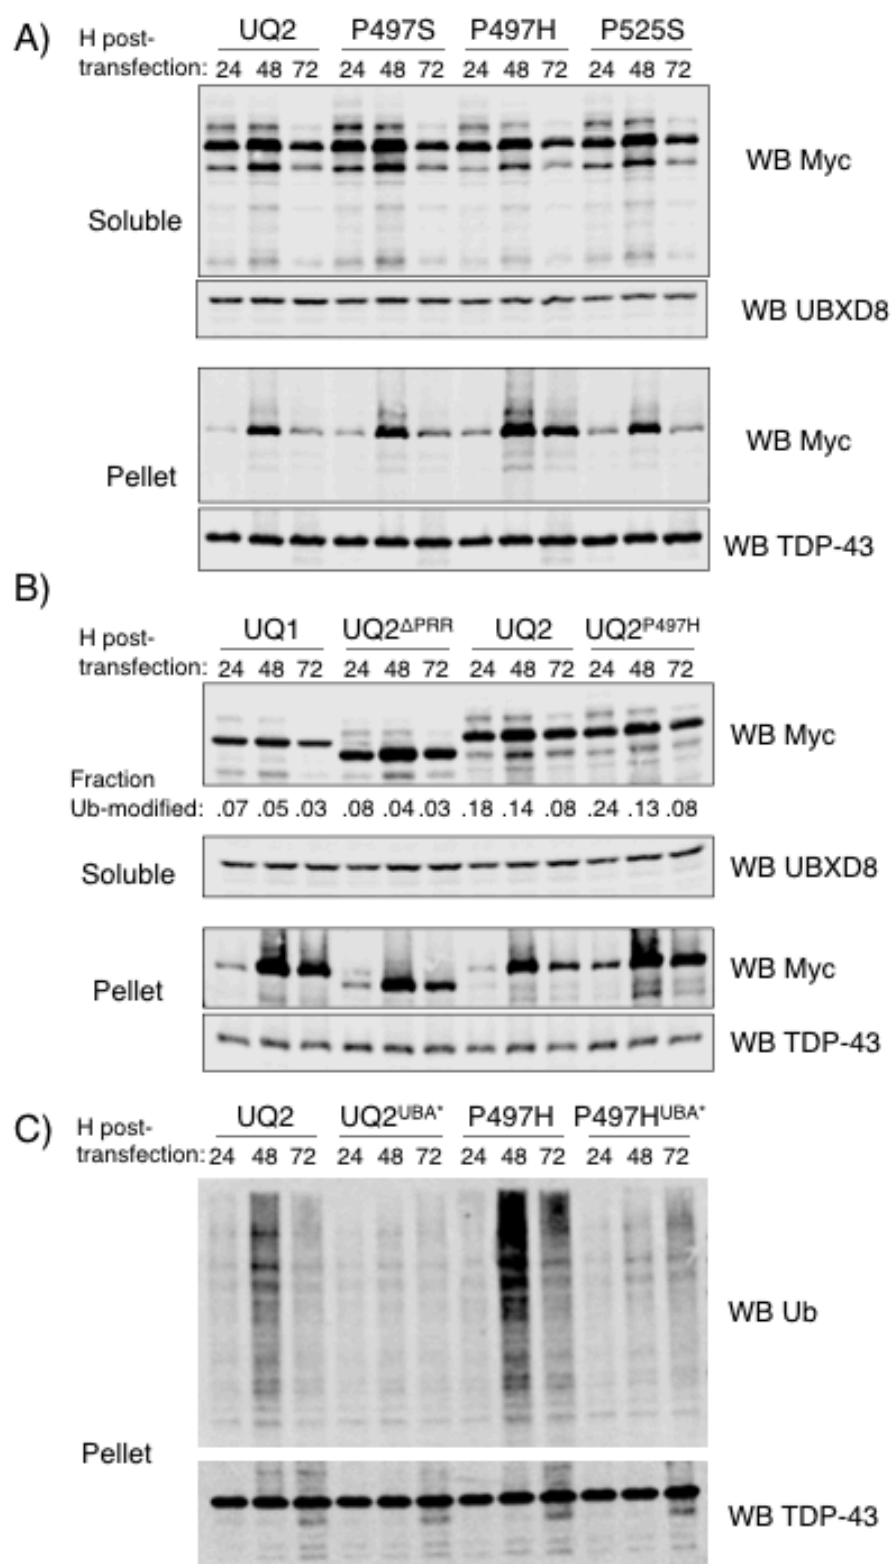 A)
UQ2 P497S P497H P525S
H post-
transfection: 24 48 72 24 48 72 24 48 72 24 48 72
WB Myc
Soluble
WB UBXD8
WB Myc
Pellet
WB TDP-43
B)
UQ1 UQ2ΔPRR UQ2 UQ2P497H
H post-
transfection: 24 48 72 24 48 72 24 48 72 24 48 72
WB Myc
Fraction
Ub-modified: .07 .05 .03 .08 .04 .03 .18 .14 .08 .24 .13 .08
Soluble
WB UBXD8
WB Myc
Pellet
WB TDP-43
C)
UQ2 UQ2UBA* P497H P497HUBA*
H post-
transfection: 24 48 72 24 48 72 24 48 72 24 48 72
WB Ub
Pellet
WB TDP-43